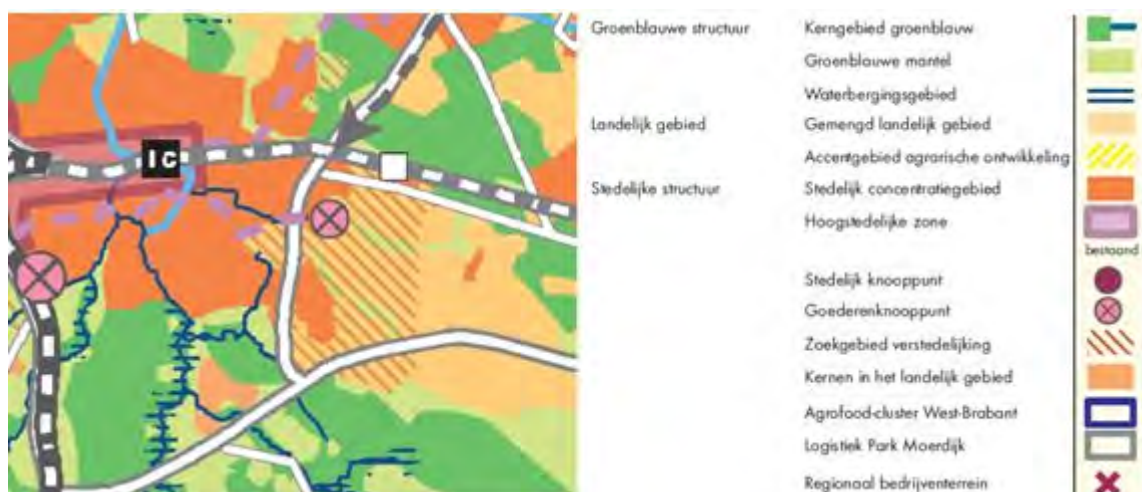 IC
Groenblauwe structuur Kerngebied groenblauw
Groenblauwe mantel
Waterbergingsgebied
Landelijk gebied Gemengd landelijk gebied
Accentgebied agrarische ontwikkeling
Stedelijke structuur Stedelijk concentratiegebied
Hoogstedelijke zone
bestaand
Stedelijk knooppunt
Goederenknooppunt
Zoekgebied verstedelijking
Kernen in het landelijk gebied
Agrofood-cluster West-Brabant
Logistiek Park Moerdijk
Regionaal bedrijventerrein